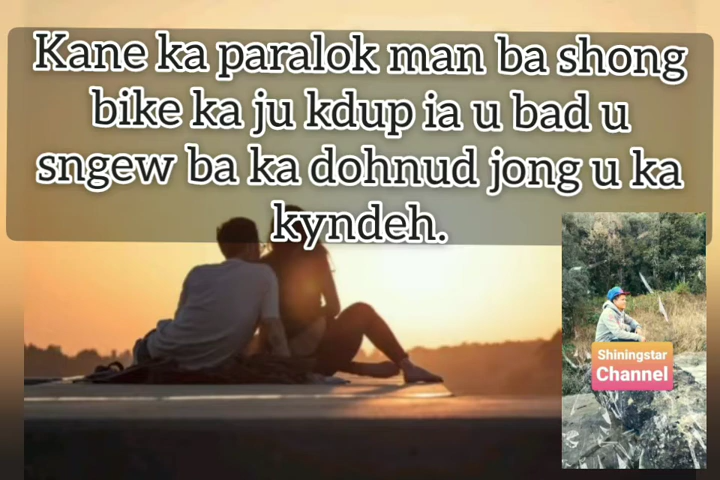 Kane ka paralok man ba shong
bike ka ju kdup ia u bad u
sngew ba ka dohnud jong u ka
kyndeh.
Shiningstar
Channel